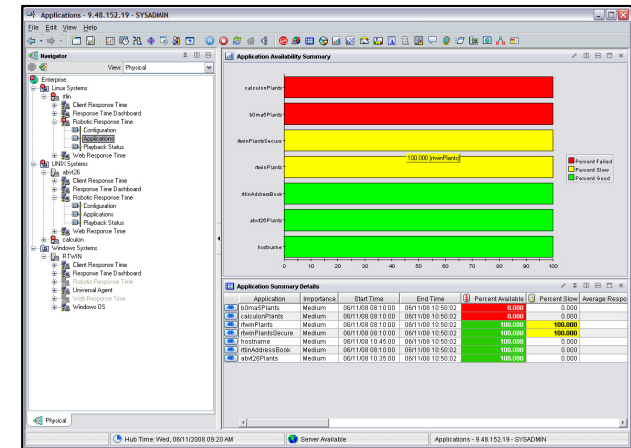 Applications - 9.48.152.19 - SYSADMIN
File Edit View Help
Navigator
View: Physical
Enterprise
Linux Systems
rtlin
Client Response Time
Response Time Dashboard
Robotic Response Time
Configuration
Applications
Playback Status
Web Response Time
UNIX Systems
abvt26
Client Response Time
Response Time Dashboard
Robotic Response Time
Configuration
Applications
Playback Status
Web Response Time
calculon
Windows Systems
RTWIN
Client Response Time
Response Time Dashboard
Robotic Response Time
Universal Agent
Web Response Time
Windows OS
Physical
Application Availability Summary
calculonPlants
b0ma5Plants
rtwinPlantsSecure
rtwinPlants
100.000 [rtwinPlants]
rtlinAddressBook
abvt26Plants
hostname
0 10 20 30 40 50 60 70 80 90 100
Percent Failed
Percent Slow
Percent Good
Application Summary Details
Application Importance Start Time End Time Percent Available Percent Slow Average Respo
b0ma5Plants Medium 06/11/08 08:10:00 06/11/08 10:50:02 0.000 0.000
calculonPlants Medium 06/11/08 08:10:00 06/11/08 10:50:02 0.000 0.000
rtwinPlants Medium 06/11/08 08:10:00 06/11/08 10:50:02 100.000 100.000
rtwinPlantsSecure Medium 06/11/08 08:10:00 06/11/08 10:50:02 100.000 100.000
hostname Medium 06/11/08 10:45:00 06/11/08 10:50:02 100.000 0.000
rtlinAddressBook Medium 06/11/08 08:10:00 06/11/08 10:50:02 100.000 0.000
abvt26Plants Medium 06/11/08 10:35:00 06/11/08 10:50:02 100.000 0.000
Hub Time: Wed, 06/11/2008 09:20 AM
Server Available
Applications - 9.48.152.19 - SYSADMIN